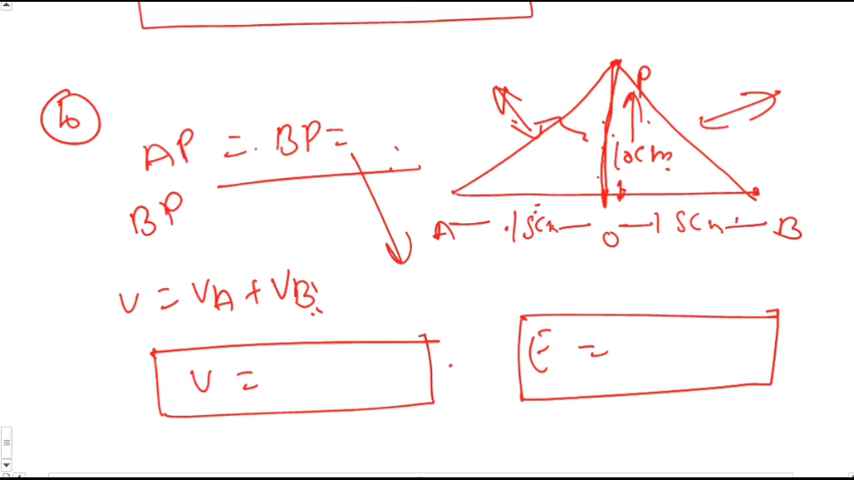 b
P
AP = BP =
10cm
BP
A 15cm O 15cm B
V = VA + VB
V =
E =